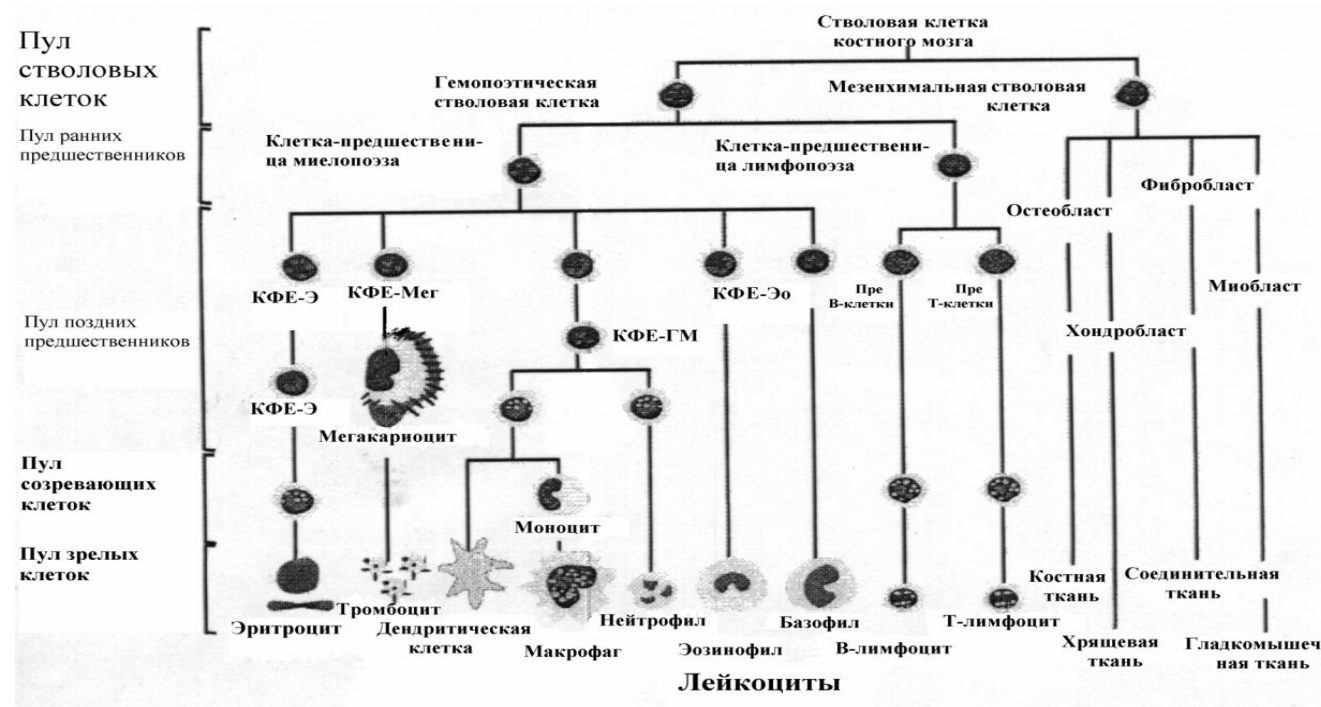 Стволовая клетка
костного мозга
Пул
стволовых
клеток
Гемопоэтическая
стволовая клетка
Мезенхимальная стволовая
клетка
Пул ранних
предшественников
Клетка-предшествени-
ца миелопоэза
Клетка-предшествени-
ца лимфопоэза
Фибробласт
Остеобласт
КФЕ-Э
КФЕ-Мег
КФЕ-Эо
Пре
В-клетки
Пре
Т-клетки
Миобласт
Пул поздних
предшественников
КФЕ-ГМ
Хондробласт
КФЕ-Э
Мегакариоцит
Пул
созревающих
клеток
Моноцит
Пул зрелых
клеток
Костная
ткань
Соединительная
ткань
Эритроцит
Тромбоцит
Дендритическая
клетка
Макрофаг
Нейтрофил
Эозинофил
Базофил
В-лимфоцит
Т-лимфоцит
Хрящевая
ткань
Гладкомышеч
ная ткань
Лейкоциты